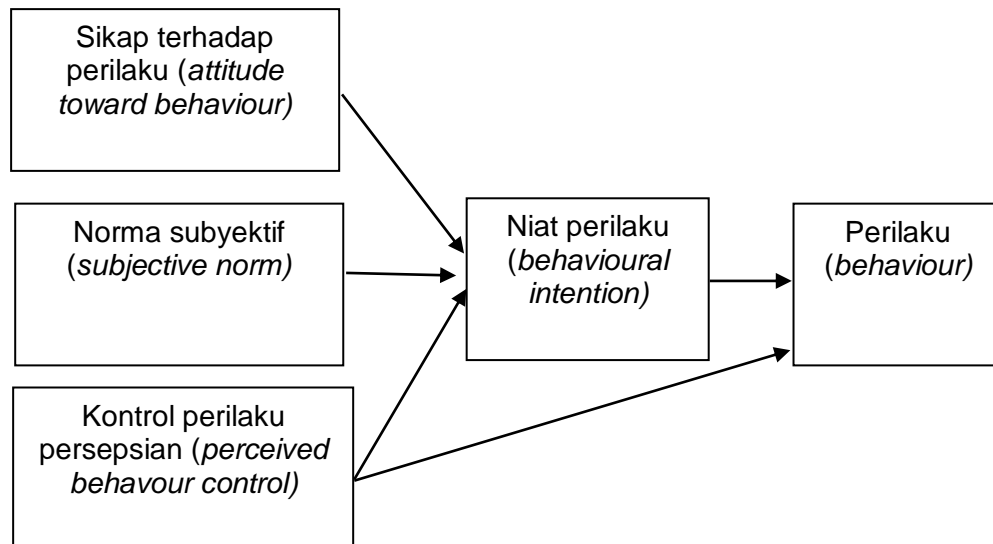 Sikap terhadap
perilaku (attitude
toward behaviour)
Norma subyektif
(subjective norm)
Kontrol perilaku
persepsian (perceived
behavour control)
Niat perilaku
(behavioural
intention)
Perilaku
(behaviour)